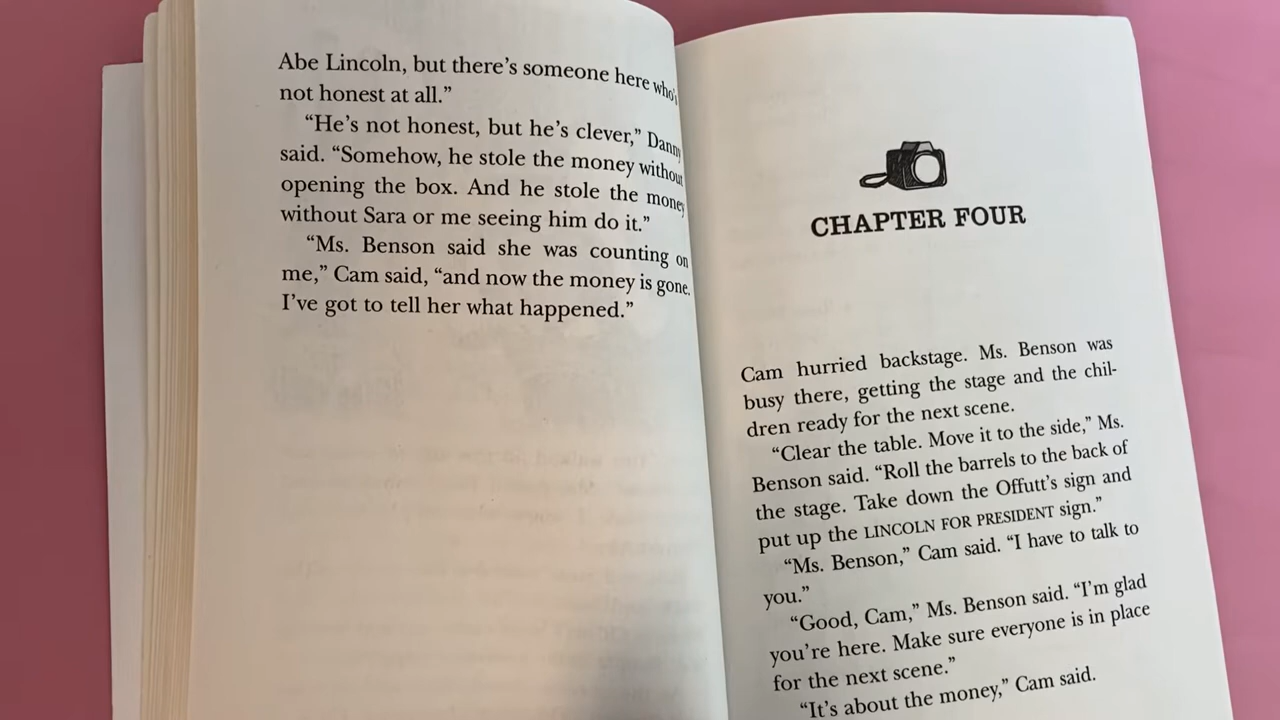 Abe Lincoln, but there's someone here who's
not honest at all."
"He's not honest, but he's clever," Danny
said. "Somehow, he stole the money without
opening the box. And he stole the money
without Sara or me seeing him do it."
"Ms. Benson said she was counting on
me," Cam said, "and now the money is gone.
I've got to tell her what happened."
CHAPTER FOUR
Cam hurried backstage. Ms. Benson was
busy there, getting the stage and the chil-
dren ready for the next scene.
"Clear the table. Move it to the side," Ms.
Benson said. "Roll the barrels to the back of
the stage. Take down the Offutt's sign and
put up the LINCOLN FOR PRESIDENT sign."
"Ms. Benson," Cam said. "I have to talk to
you."
"Good, Cam," Ms. Benson said. "I'm glad
you're here. Make sure everyone is in place
for the next scene."
"It's about the money," Cam said.